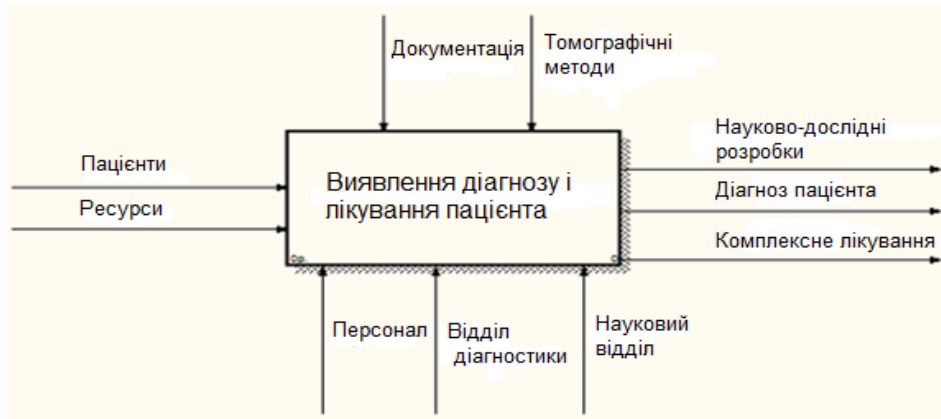 Документація
Томографічні
методи
Науково-дослідні
розробки
Пацієнти
Виявлення діагнозу і
лікування пацієнта
Діагноз пацієнта
Ресурси
Комплексне лікування
Персонал
Відділ
діагностики
Науковий
відділ